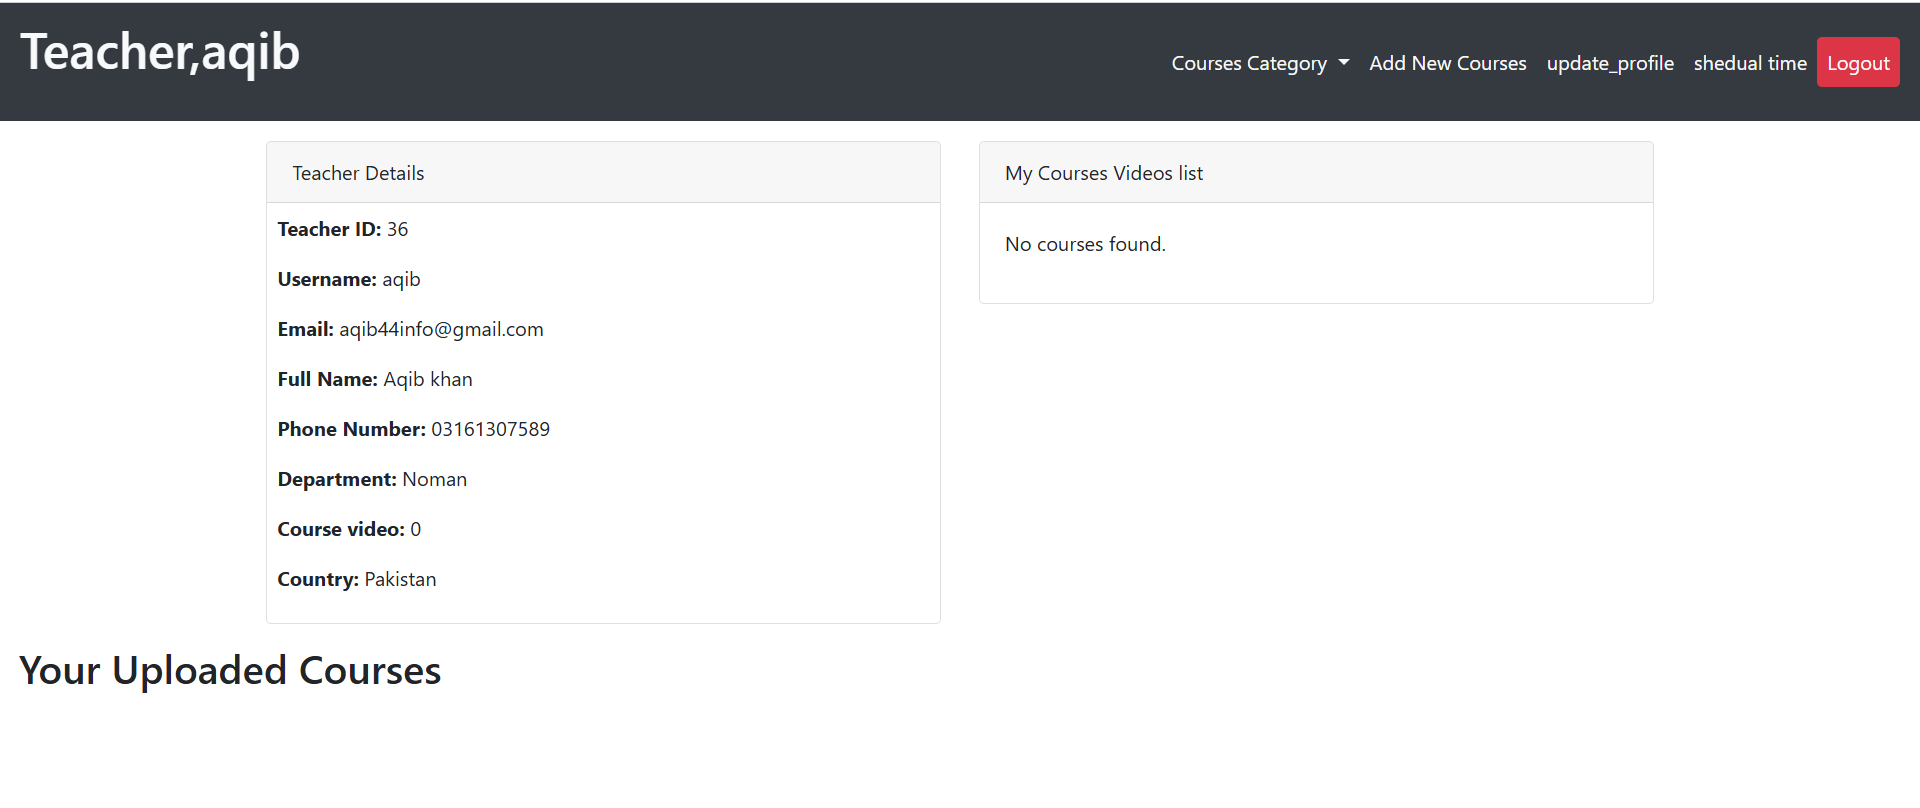 Teacher,aqib
Courses Category
Add New Courses
update_profile
shedual time
Logout
Teacher Details
Teacher ID: 36
Username: aqib
Email: aqib44info@gmail.com
Full Name: Aqib khan
Phone Number: 03161307589
Department: Noman
Course video: 0
Country: Pakistan
My Courses Videos list
No courses found.
Your Uploaded Courses